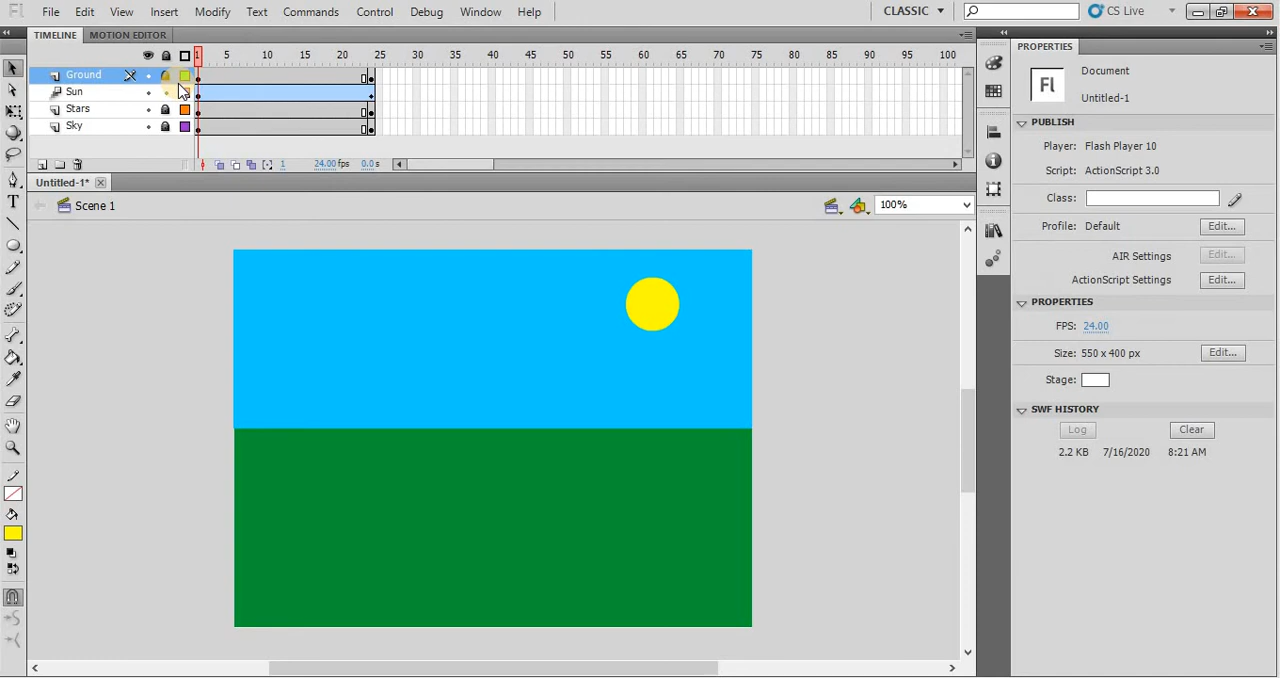 Fl File Edit View Insert Modify Text Commands Control Debug Window Help CLASSIC CS Live
TIMELINE MOTION EDITOR
1 5 10 15 20 25 30 35 40 45 50 55 60 65 70 75 80 85 90 95 100
Ground
Sun
Stars
Sky
1 24.00 fps 0.0 s
Untitled-1*
Scene 1 100%
PROPERTIES
Fl Document
Untitled-1
PUBLISH
Player: Flash Player 10
Script: ActionScript 3.0
Class:
Profile: Default Edit...
AIR Settings Edit...
ActionScript Settings Edit...
PROPERTIES
FPS: 24.00
Size: 550 x 400 px Edit...
Stage:
SWF HISTORY
Log Clear
2.2 KB 7/16/2020 8:21 AM